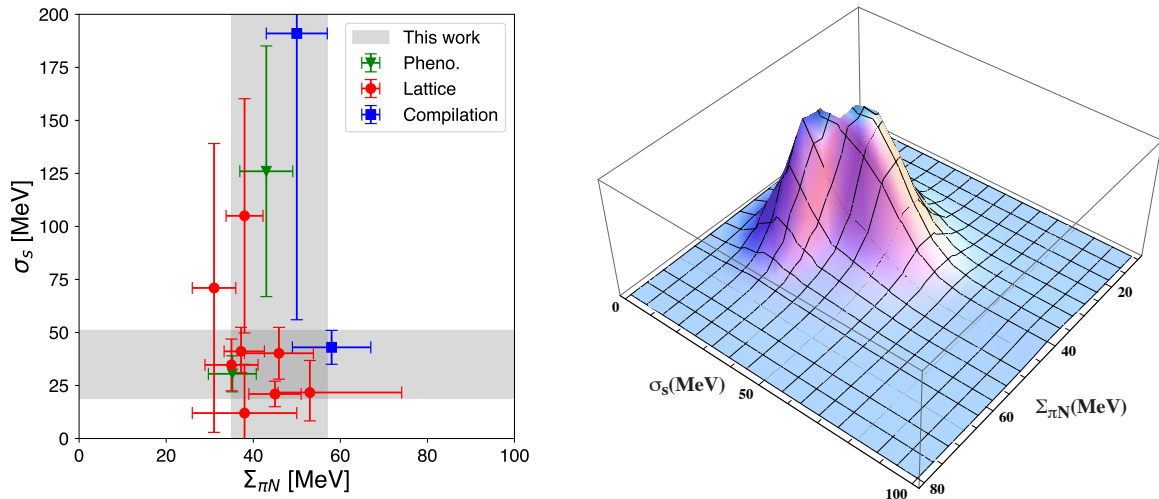 200
175
150
125
100
75
50
25
0
σs [MeV]
0 20 40 60 80 100
ΣπN [MeV]
This work
Pheno.
Lattice
Compilation
0
50
100
σs(MeV)
20
40
60
80
ΣπN(MeV)